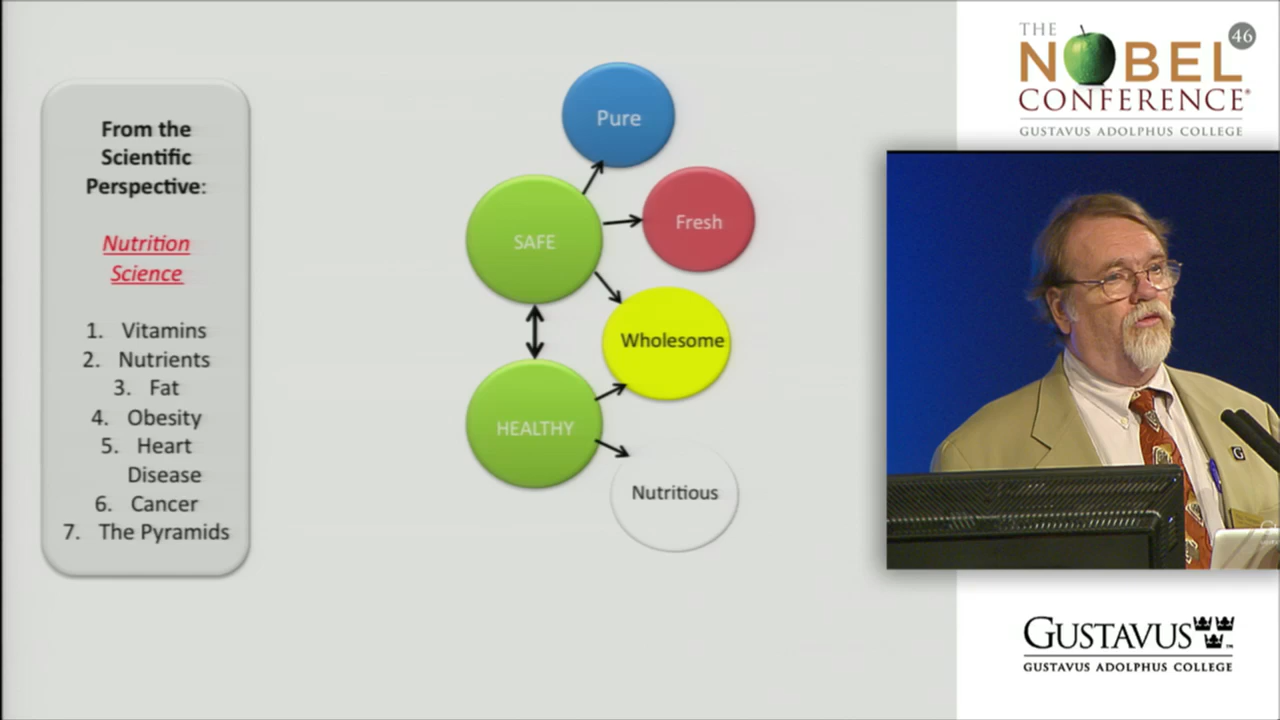 From the
Scientific
Perspective:
Nutrition
Science
1. Vitamins
2. Nutrients
3. Fat
4. Obesity
5. Heart
Disease
6. Cancer
7. The Pyramids
Pure
Fresh
SAFE
Wholesome
HEALTHY
Nutritious
THE
NOBEL
46
CONFERENCE®
GUSTAVUS ADOLPHUS COLLEGE
G
GUSTAVUS™
GUSTAVUS ADOLPHUS COLLEGE